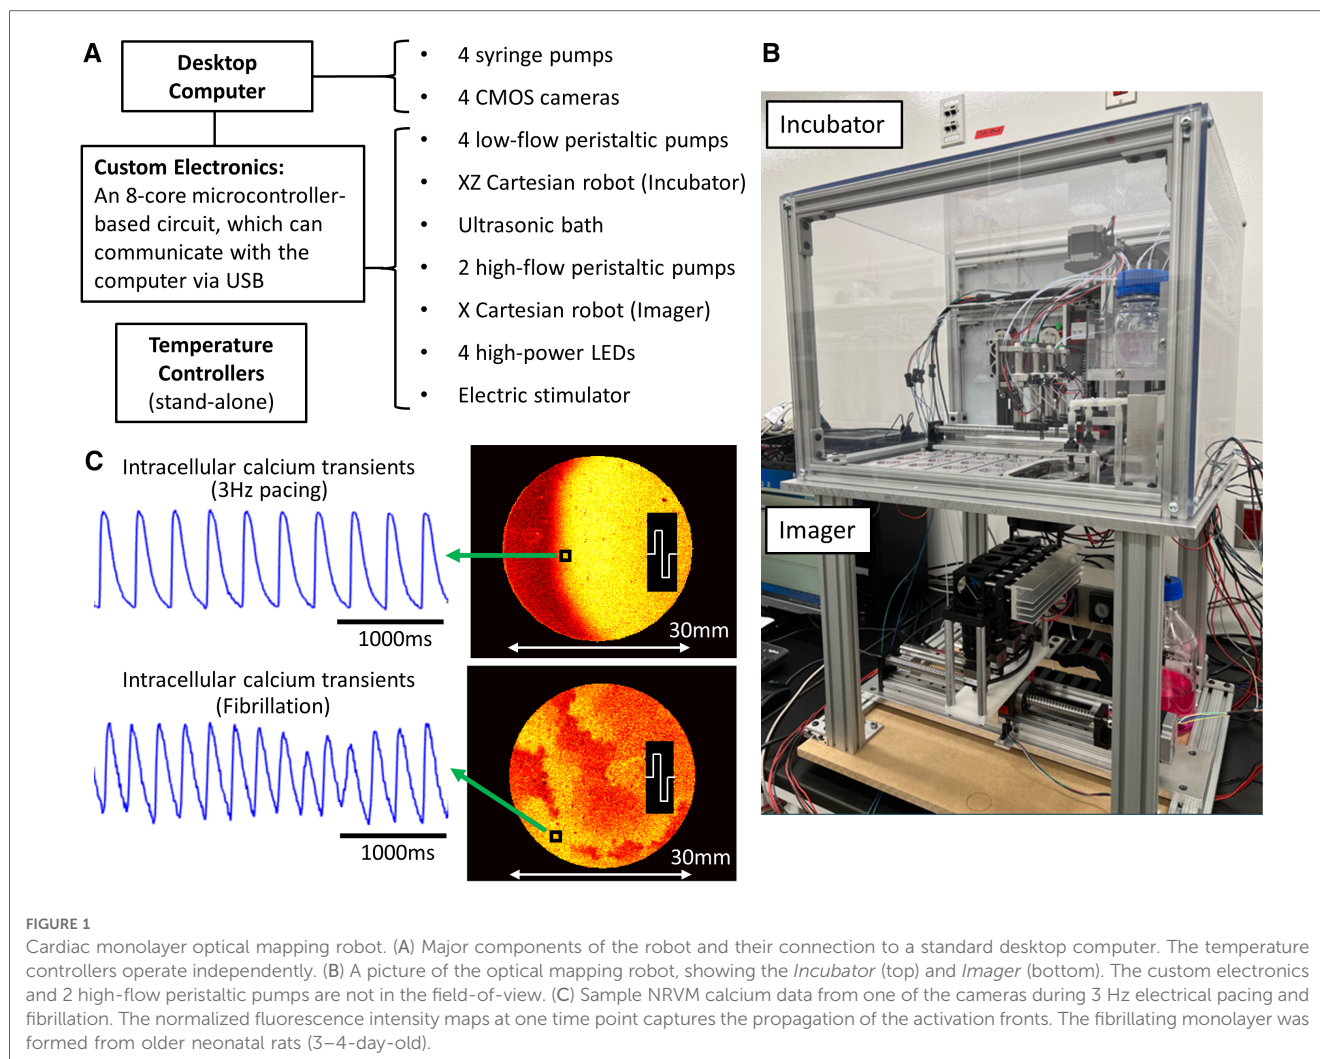 A
Desktop
Computer
Custom Electronics:
An 8-core microcontroller-
based circuit, which can
communicate with the
computer via USB
Temperature
Controllers
(stand-alone)
• 4 syringe pumps
• 4 CMOS cameras
• 4 low-flow peristaltic pumps
• XZ Cartesian robot (Incubator)
• Ultrasonic bath
• 2 high-flow peristaltic pumps
• X Cartesian robot (Imager)
• 4 high-power LEDs
• Electric stimulator
B
Incubator
Imager
C
Intracellular calcium transients
(3Hz pacing)
1000ms
30mm
Intracellular calcium transients
(Fibrillation)
1000ms
30mm
FIGURE 1
Cardiac monolayer optical mapping robot. (A) Major components of the robot and their connection to a standard desktop computer. The temperature
controllers operate independently. (B) A picture of the optical mapping robot, showing the Incubator (top) and Imager (bottom). The custom electronics
and 2 high-flow peristaltic pumps are not in the field-of-view. (C) Sample NRVM calcium data from one of the cameras during 3 Hz electrical pacing and
fibrillation. The normalized fluorescence intensity maps at one time point captures the propagation of the activation fronts. The fibrillating monolayer was
formed from older neonatal rats (3–4-day-old).